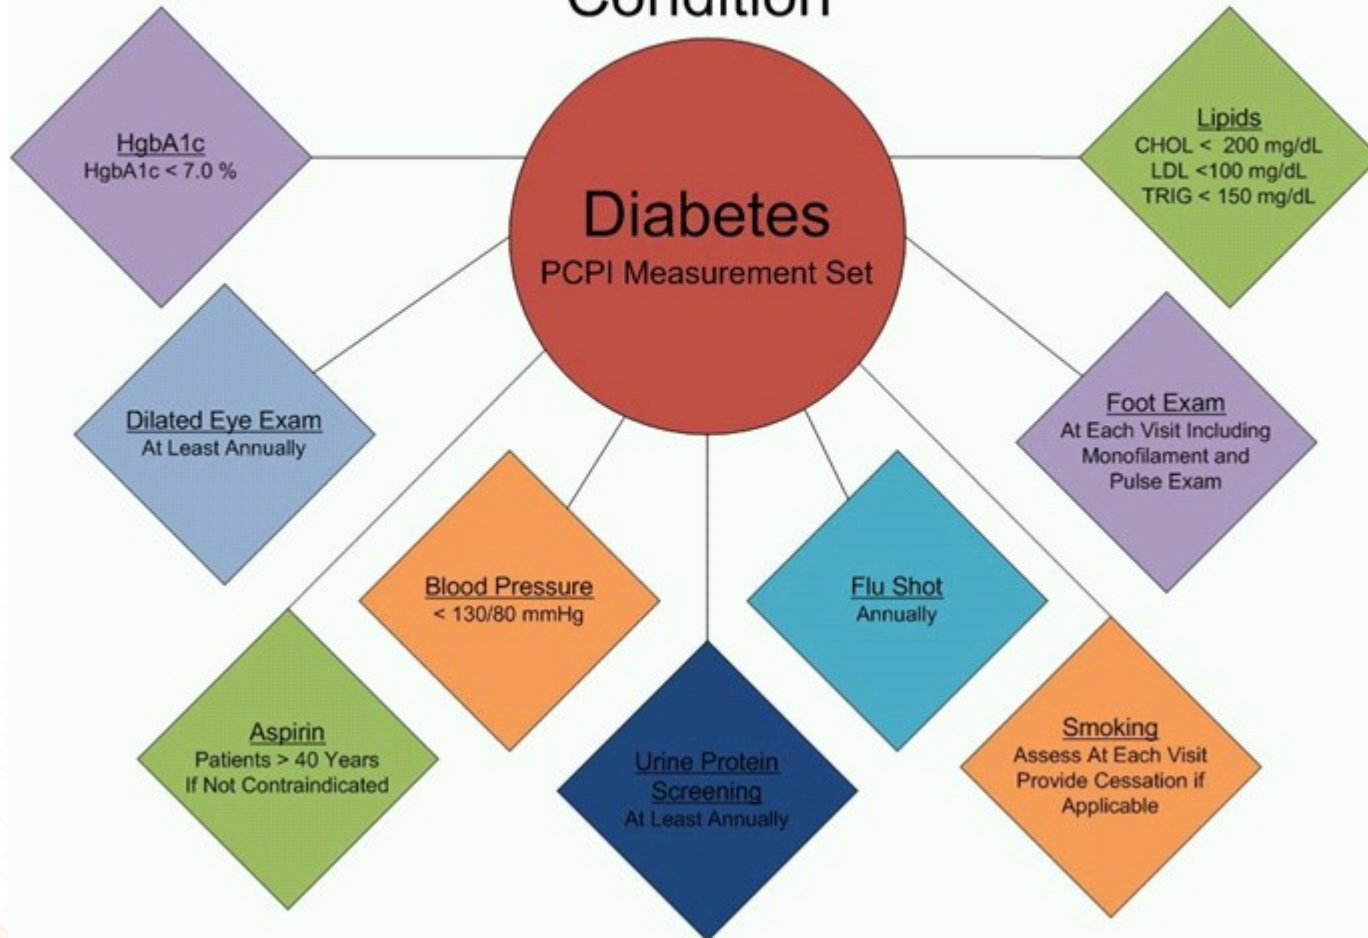 Condition
Diabetes
PCPI Measurement Set
HgbA1c
HgbA1c < 7.0 %
Lipids
CHOL < 200 mg/dL
LDL <100 mg/dL
TRIG < 150 mg/dL
Dilated Eye Exam
At Least Annually
Foot Exam
At Each Visit Including
Monofilament and
Pulse Exam
Blood Pressure
< 130/80 mmHg
Flu Shot
Annually
Aspirin
Patients > 40 Years
If Not Contraindicated
Urine Protein
Screening
At Least Annually
Smoking
Assess At Each Visit
Provide Cessation if
Applicable